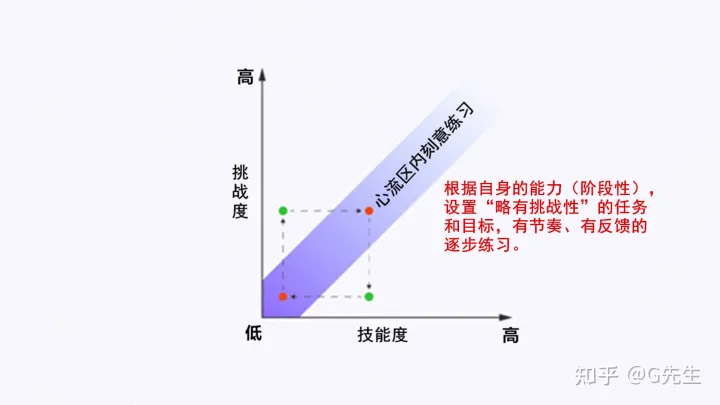 高
挑战度
心流区内刻意练习
根据自身的能力（阶段性），
设置“略有挑战性”的任务
和目标，有节奏、有反馈的
逐步练习。
低
技能度
高
知乎 @G先生